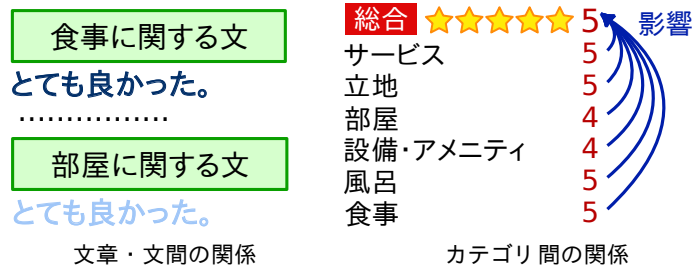 食事に関する文
とても良かった。
................
部屋に関する文
とても良かった。
文章・文間の関係
総合 5 影響
サービス 5
立地 5
部屋 4
設備・アメニティ 4
風呂 5
食事 5
カテゴリ間の関係